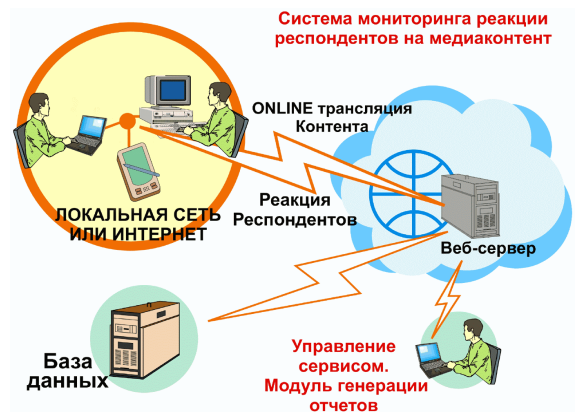 Система мониторинга реакции
респондентов на медиаконтент
ONLINE трансляция
Контента
Реакция
Респондентов
ЛОКАЛЬНАЯ СЕТЬ
ИЛИ ИНТЕРНЕТ
Веб-сервер
База
данных
Управление
сервисом.
Модуль генерации
отчетов